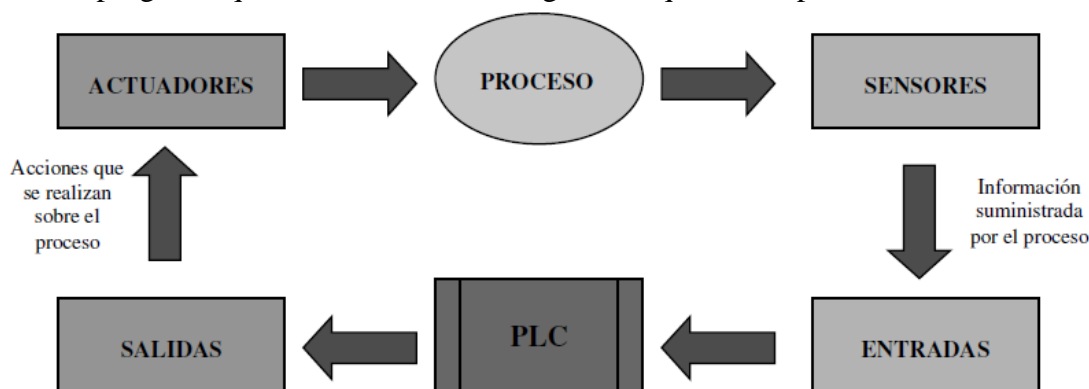 ACTUADORES
PROCESO
SENSORES
Acciones que
se realizan
sobre el
proceso
Información
suministrada
por el proceso
SALIDAS
PLC
ENTRADAS